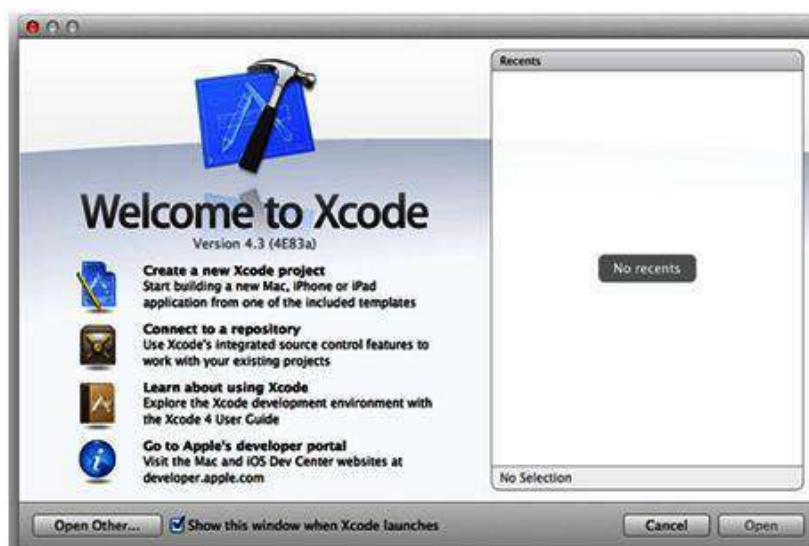 Recents
Welcome to Xcode
Version 4.3 (4E83a)
Create a new Xcode project
Start building a new Mac, iPhone or iPad
application from one of the included templates
Connect to a repository
Use Xcode's integrated source control features to
work with your existing projects
Learn about using Xcode
Explore the Xcode development environment with
the Xcode 4 User Guide
Go to Apple's developer portal
Visit the Mac and iOS Dev Center websites at
developer.apple.com
No recents
No Selection
Open Other...
Show this window when Xcode launches
Cancel
Open